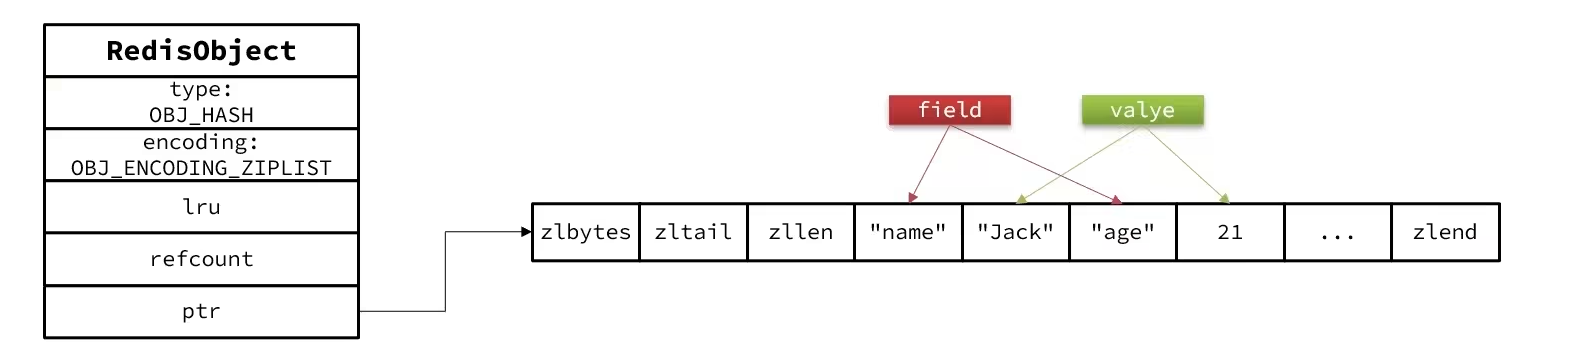 RedisObject
type:
OBJ_HASH
encoding:
OBJ_ENCODING_ZIPLIST
lru
refcount
ptr
field valye
zlbytes zltail zllen "name" "Jack" "age" 21 ... zlend